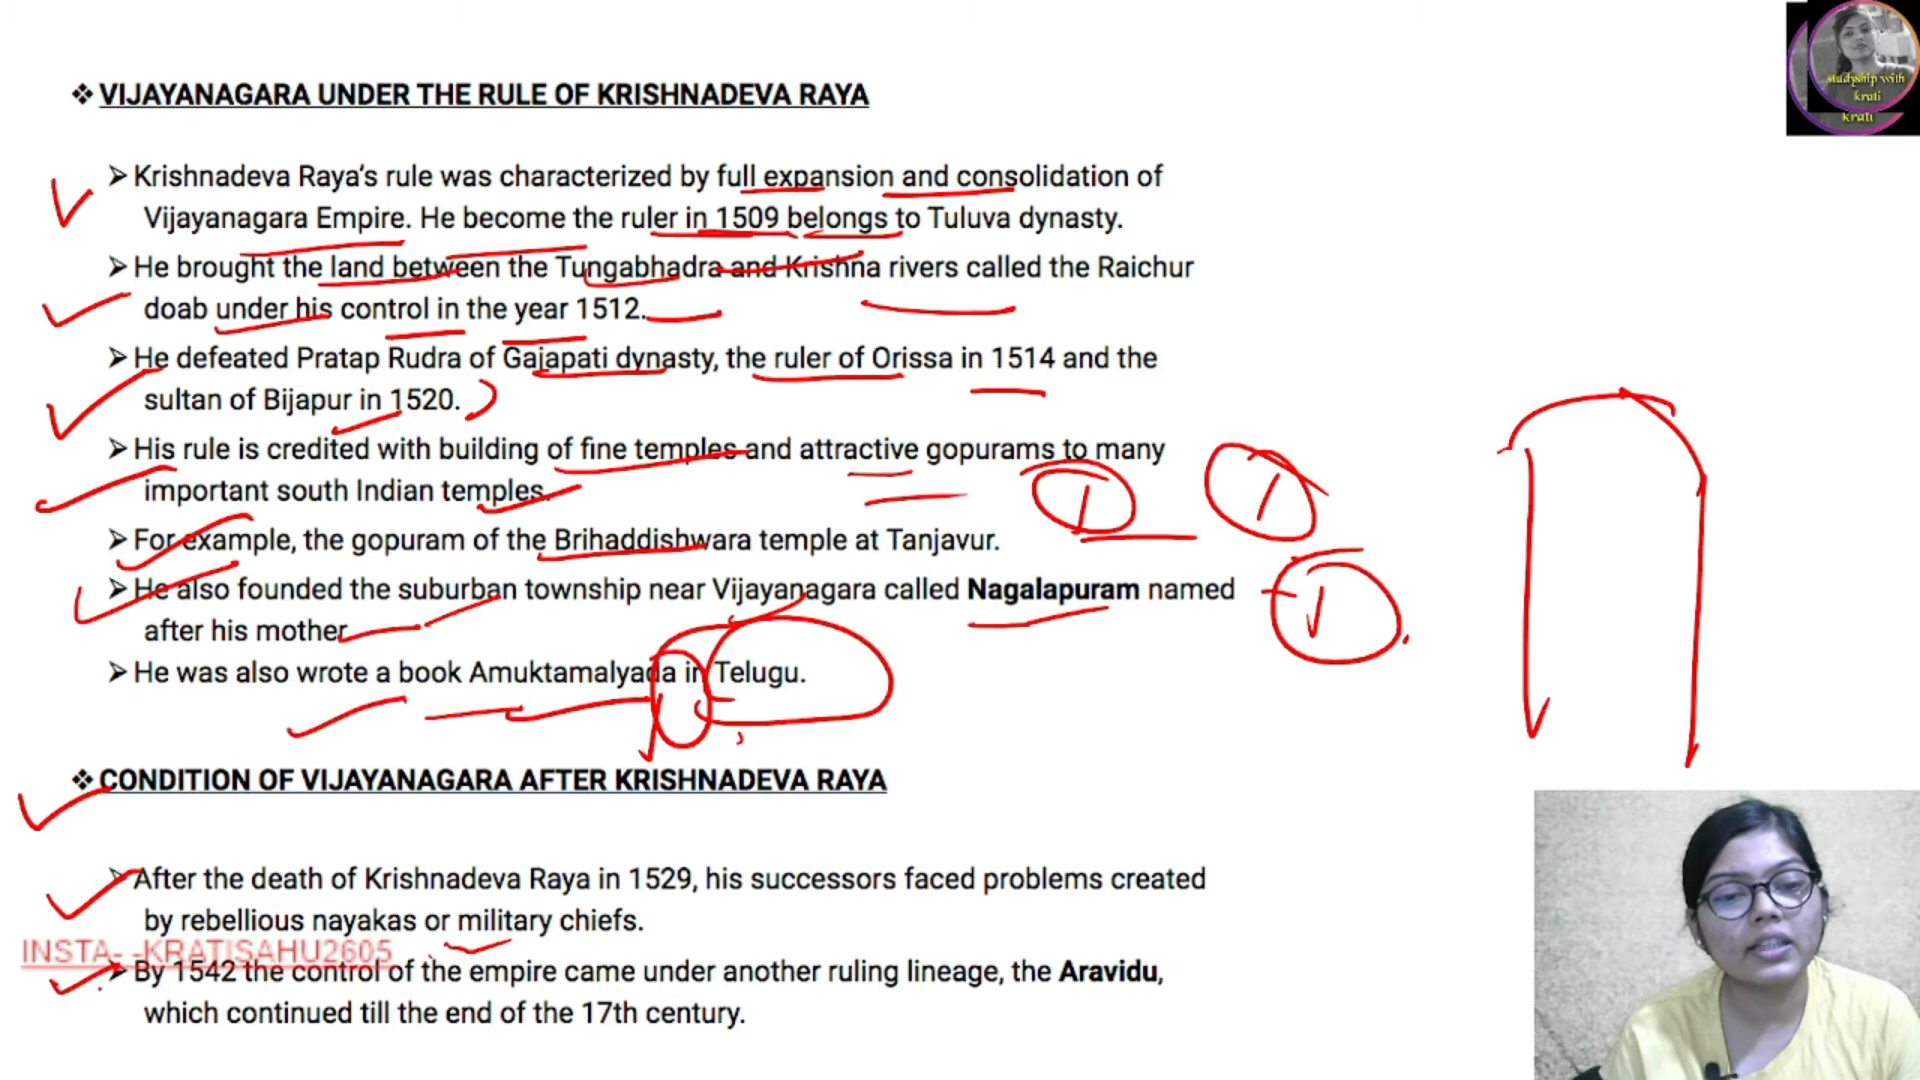 ❖ VIJAYANAGARA UNDER THE RULE OF KRISHNADEVA RAYA
studyship with
krati
krati
➢ Krishnadeva Raya's rule was characterized by full expansion and consolidation of
Vijayanagara Empire. He become the ruler in 1509 belongs to Tuluva dynasty.
➢ He brought the land between the Tungabhadra and Krishna rivers called the Raichur
doab under his control in the year 1512.
➢ He defeated Pratap Rudra of Gajapati dynasty, the ruler of Orissa in 1514 and the
sultan of Bijapur in 1520.
➢ His rule is credited with building of fine temples and attractive gopurams to many
important south Indian temples.
➢ For example, the gopuram of the Brihaddishwara temple at Tanjavur.
➢ He also founded the suburban township near Vijayanagara called Nagalapuram named
after his mother
➢ He was also wrote a book Amuktamalyada in Telugu.
❖ CONDITION OF VIJAYANAGARA AFTER KRISHNADEVA RAYA
➢ After the death of Krishnadeva Raya in 1529, his successors faced problems created
by rebellious nayakas or military chiefs.
INSTA- -KRATISAHU2605
➢ By 1542 the control of the empire came under another ruling lineage, the Aravidu,
which continued till the end of the 17th century.